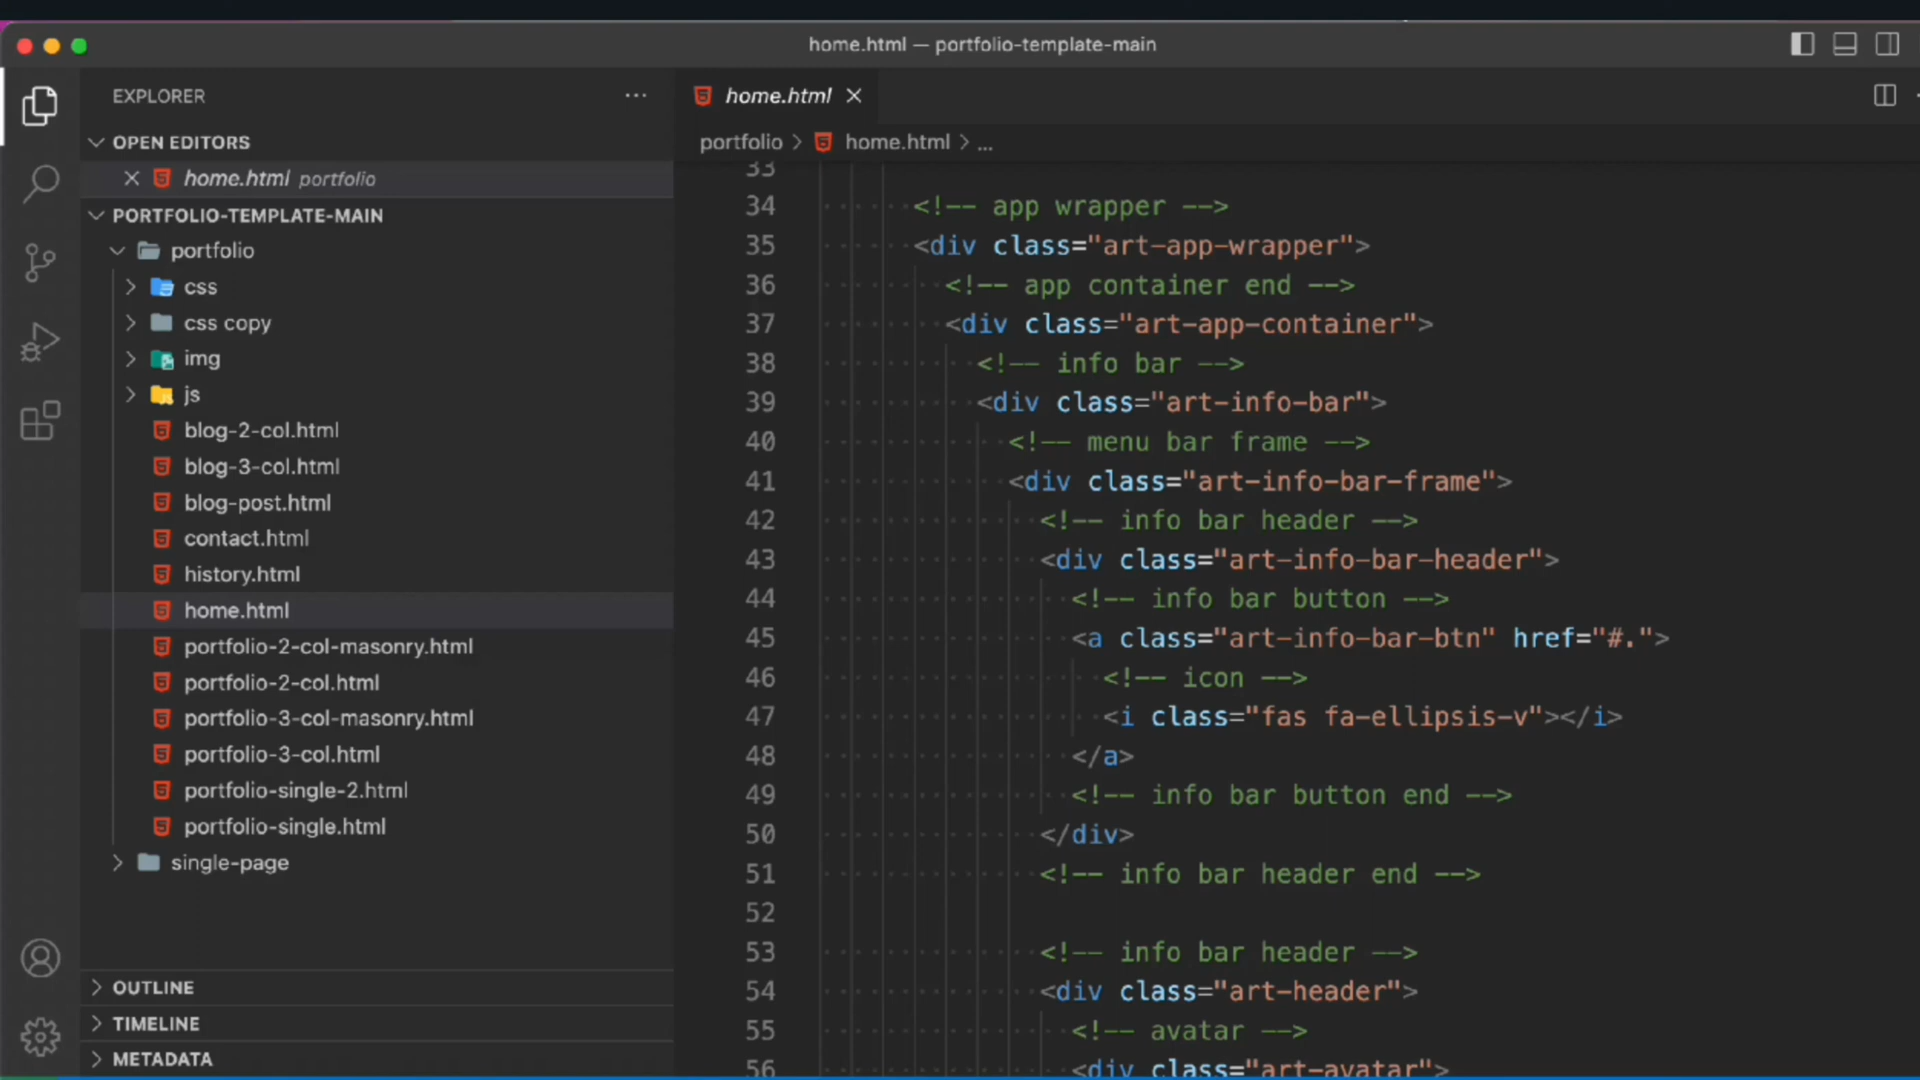 home.html — portfolio-template-main
EXPLORER
OPEN EDITORS
home.html portfolio
PORTFOLIO-TEMPLATE-MAIN
portfolio
css
css copy
img
js
blog-2-col.html
blog-3-col.html
blog-post.html
contact.html
history.html
home.html
portfolio-2-col-masonry.html
portfolio-2-col.html
portfolio-3-col-masonry.html
portfolio-3-col.html
portfolio-single-2.html
portfolio-single.html
single-page
OUTLINE
TIMELINE
METADATA
home.html
portfolio > home.html > ...
33
34 <!-- app wrapper -->
35 <div class="art-app-wrapper">
36 <!-- app container end -->
37 <div class="art-app-container">
38 <!-- info bar -->
39 <div class="art-info-bar">
40 <!-- menu bar frame -->
41 <div class="art-info-bar-frame">
42 <!-- info bar header -->
43 <div class="art-info-bar-header">
44 <!-- info bar button -->
45 <a class="art-info-bar-btn" href="#.">
46 <!-- icon -->
47 <i class="fas fa-ellipsis-v"></i>
48 </a>
49 <!-- info bar button end -->
50 </div>
51 <!-- info bar header end -->
52
53 <!-- info bar header -->
54 <div class="art-header">
55 <!-- avatar -->
56 <div class="art-avatar">